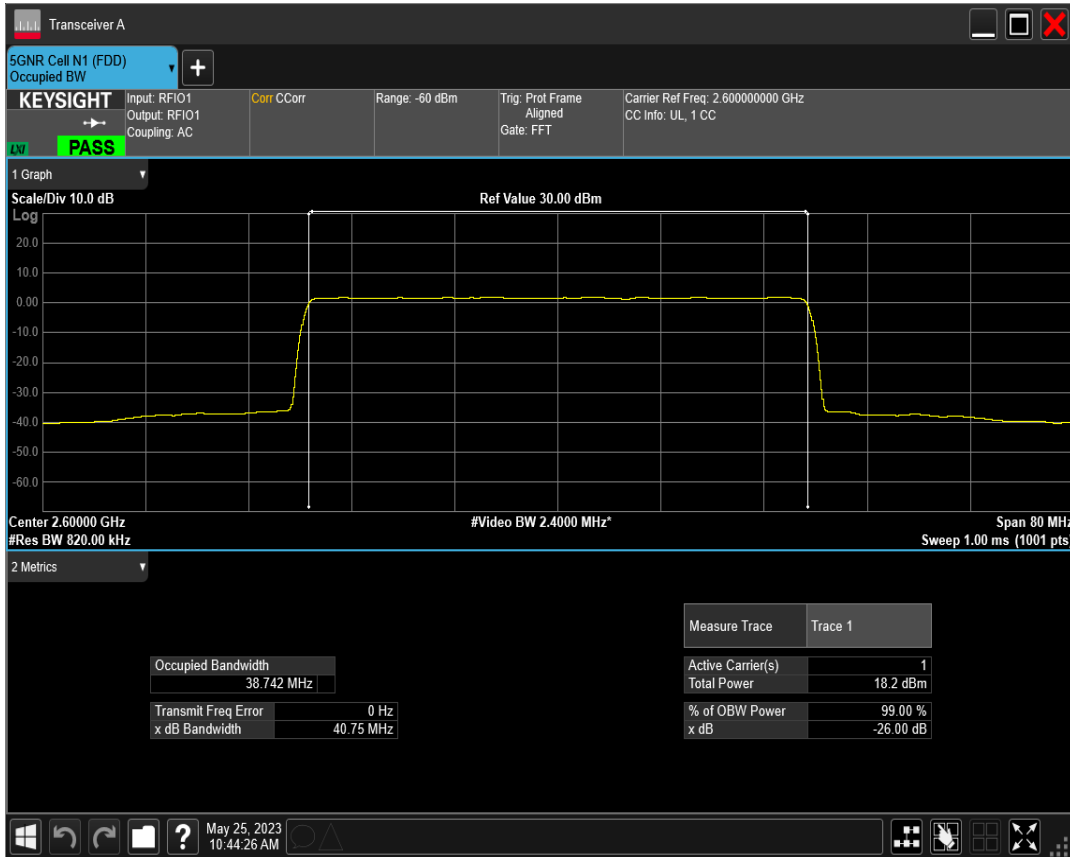 Transceiver A
5GNR Cell N1 (FDD)
Occupied BW
+
KEYSIGHT
LXI
PASS
Input: RFIO1
Output: RFIO1
Coupling: AC
Corr CCorr
Range: -60 dBm
Trig: Prot Frame
Aligned
Gate: FFT
Carrier Ref Freq: 2.600000000 GHz
CC Info: UL, 1 CC
1 Graph
Scale/Div 10.0 dB
Ref Value 30.00 dBm
Log
20.0
10.0
0.00
-10.0
-20.0
-30.0
-40.0
-50.0
-60.0
Center 2.60000 GHz
#Video BW 2.4000 MHz*
Span 80 MHz
#Res BW 820.00 kHz
Sweep 1.00 ms (1001 pts)
2 Metrics
Measure Trace Trace 1
Occupied Bandwidth
38.742 MHz
Active Carrier(s) 1
Total Power 18.2 dBm
Transmit Freq Error 0 Hz
x dB Bandwidth 40.75 MHz
% of OBW Power 99.00 %
x dB -26.00 dB
?
May 25, 2023
10:44:26 AM